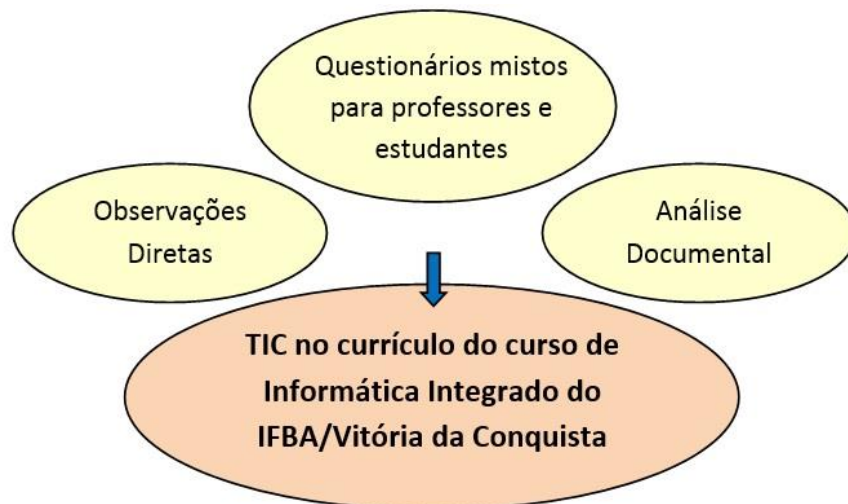 Questionários mistos
para professores e
estudantes
Observações
Diretas
Análise
Documental
TIC no currículo do curso de
Informática Integrado do
IFBA/Vitória da Conquista